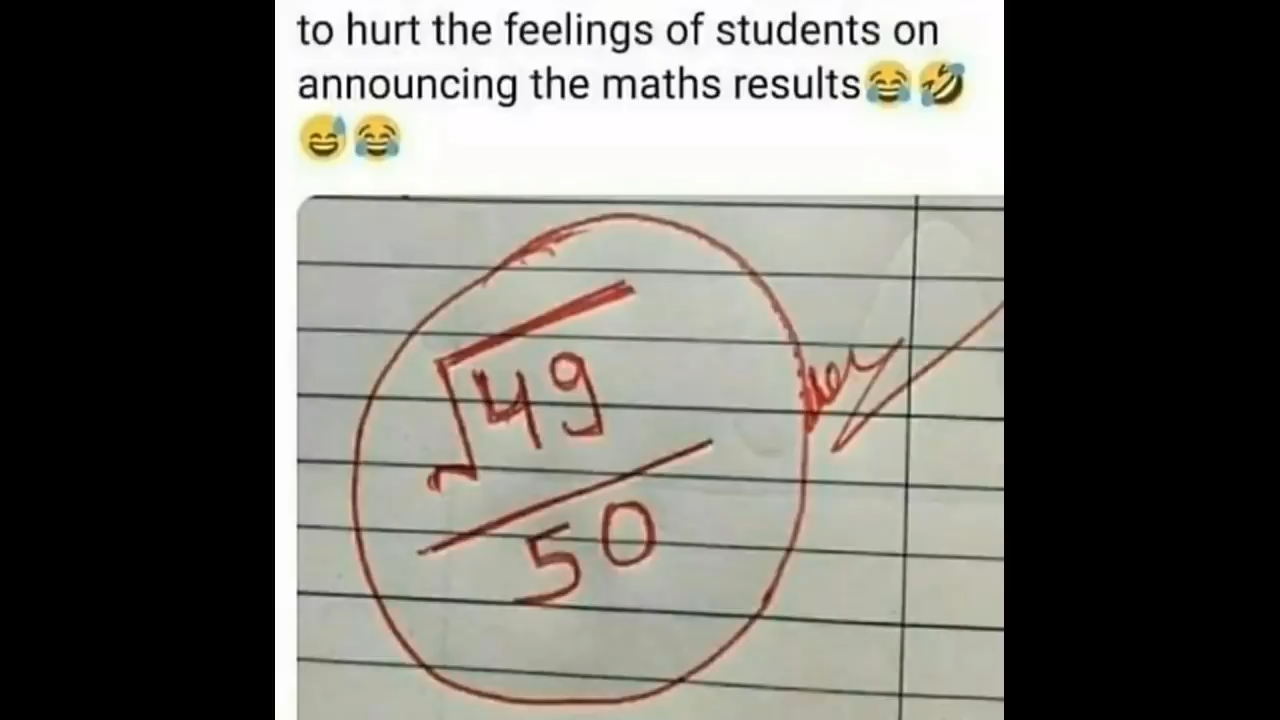 to hurt the feelings of students on
announcing the maths results😂🤣
😅😂
√49
50